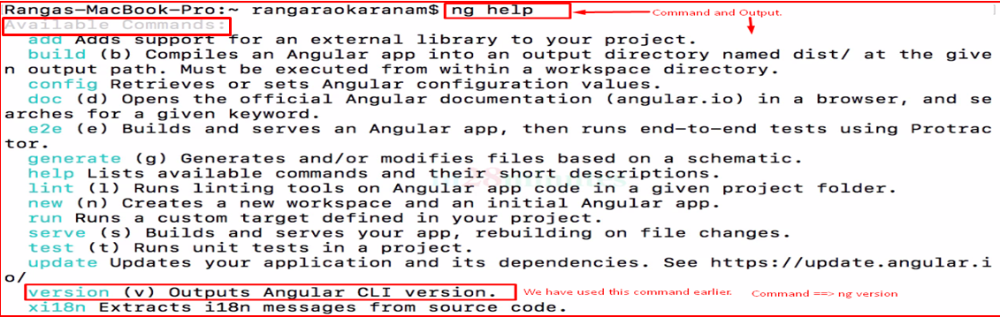 Rangas-MacBook-Pro:~ rangaraokaranam$ ng help Command and Output.
Available Commands:
add Adds support for an external library to your project.
build (b) Compiles an Angular app into an output directory named dist/ at the give
n output path. Must be executed from within a workspace directory.
config Retrieves or sets Angular configuration values.
doc (d) Opens the official Angular documentation (angular.io) in a browser, and se
arches for a given keyword.
e2e (e) Builds and serves an Angular app, then runs end-to-end tests using Protrac
tor.
generate (g) Generates and/or modifies files based on a schematic.
help Lists available commands and their short descriptions.
lint (l) Runs linting tools on Angular app code in a given project folder.
new (n) Creates a new workspace and an initial Angular app.
run Runs a custom target defined in your project.
serve (s) Builds and serves your app, rebuilding on file changes.
test (t) Runs unit tests in a project.
update Updates your application and its dependencies. See https://update.angular.i
o/
version (v) Outputs Angular CLI version. We have used this command earlier. Command ==> ng version
xi18n Extracts i18n messages from source code.